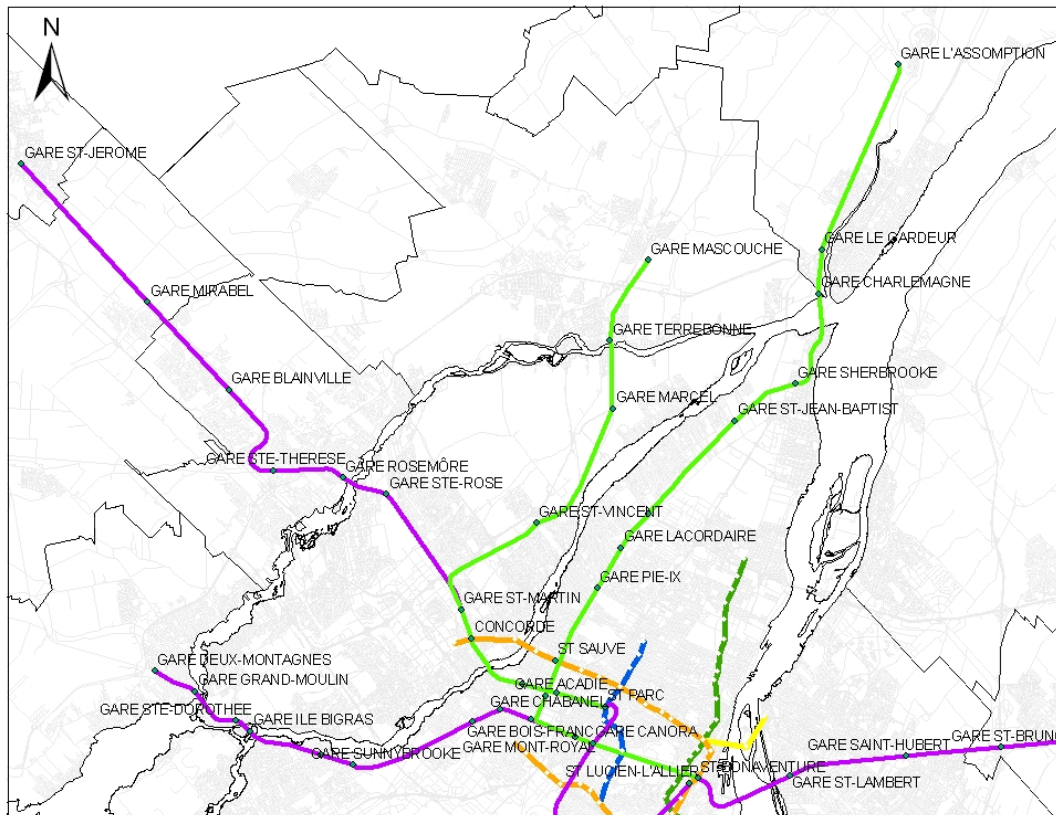 N
GARE L'ASSOMPTION
GARE ST-JEROME
GARE LE GARDEUR
GARE MASCOUCHE
GARE CHARLEMAGNE
GARE MIRABEL
GARE TERREBONNE
GARE BLAINVILLE
GARE SHERBROOKE
GARE MARCEL
GARE ST-JEAN-BAPTIST
GARE STE-THERESE
GARE ROSEMÔRE
GARE STE-ROSE
GARE ST-VINCENT
GARE LACORDAIRE
GARE PIE-IX
GARE ST-MARTIN
CONCORDE
ST SAUVE
GARE DEUX-MONTAGNES
GARE GRAND-MOULIN
GARE ACADIE
ST PARC
GARE STE-DOROTHEE
GARE CHABANEL
GARE ILE BIGRAS
GARE BOIS-FRANC
GARE CANORA
GARE SUNNYBROOKE
GARE MONT-ROYAL
GARE SAINT-HUBERT
GARE ST-BRUNO
ST LUCIEN-L'ALLIER
ST BONAVENTURE
GARE ST-LAMBERT